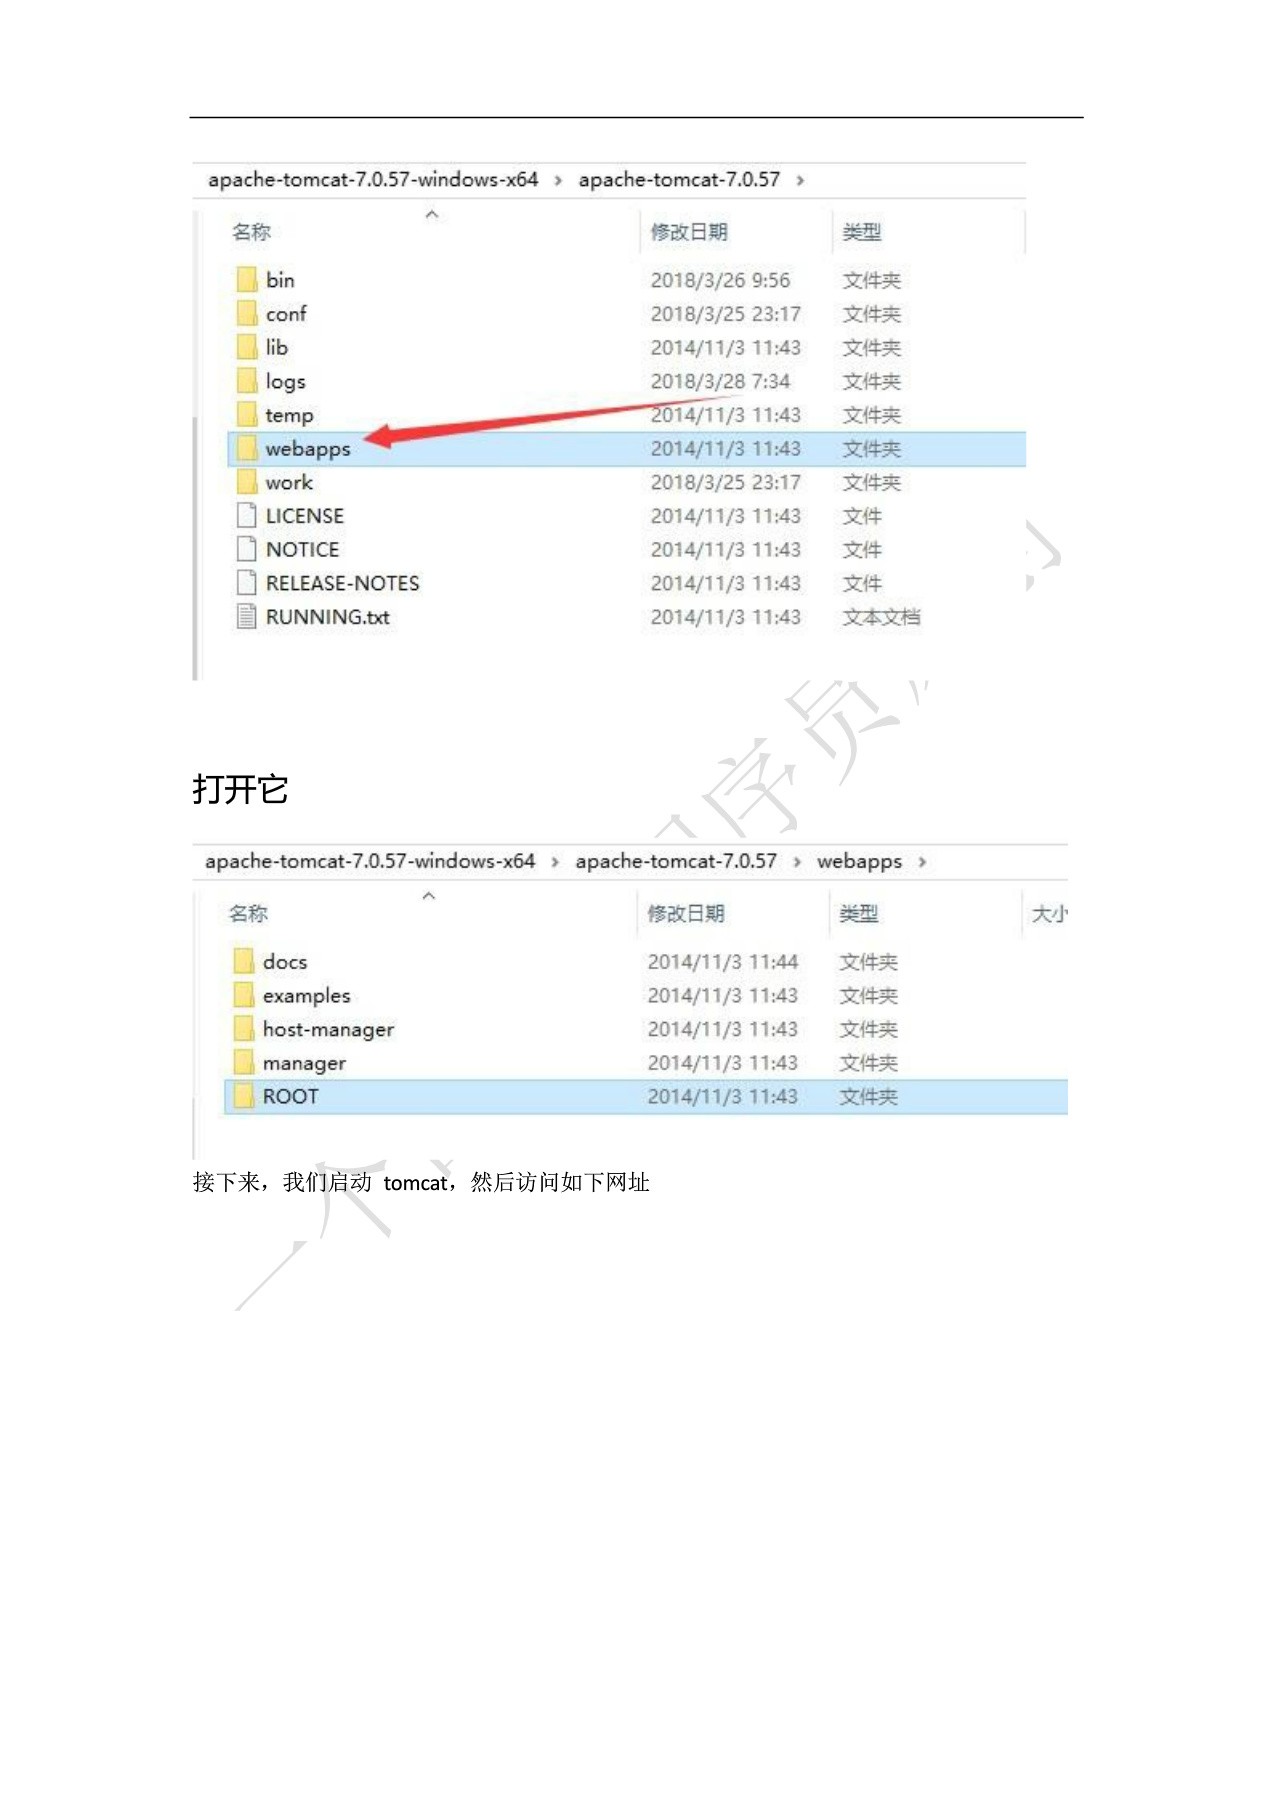 apache-tomcat-7.0.57-windows-x64 › apache-tomcat-7.0.57 ›
名称 修改日期 类型
bin 2018/3/26 9:56 文件夹
conf 2018/3/25 23:17 文件夹
lib 2014/11/3 11:43 文件夹
logs 2018/3/28 7:34 文件夹
temp 2014/11/3 11:43 文件夹
webapps 2014/11/3 11:43 文件夹
work 2018/3/25 23:17 文件夹
LICENSE 2014/11/3 11:43 文件
NOTICE 2014/11/3 11:43 文件
RELEASE-NOTES 2014/11/3 11:43 文件
RUNNING.txt 2014/11/3 11:43 文本文档
打开它
apache-tomcat-7.0.57-windows-x64 › apache-tomcat-7.0.57 › webapps ›
名称 修改日期 类型 大小
docs 2014/11/3 11:44 文件夹
examples 2014/11/3 11:43 文件夹
host-manager 2014/11/3 11:43 文件夹
manager 2014/11/3 11:43 文件夹
ROOT 2014/11/3 11:43 文件夹
接下来，我们启动 tomcat，然后访问如下网址
一个 序员